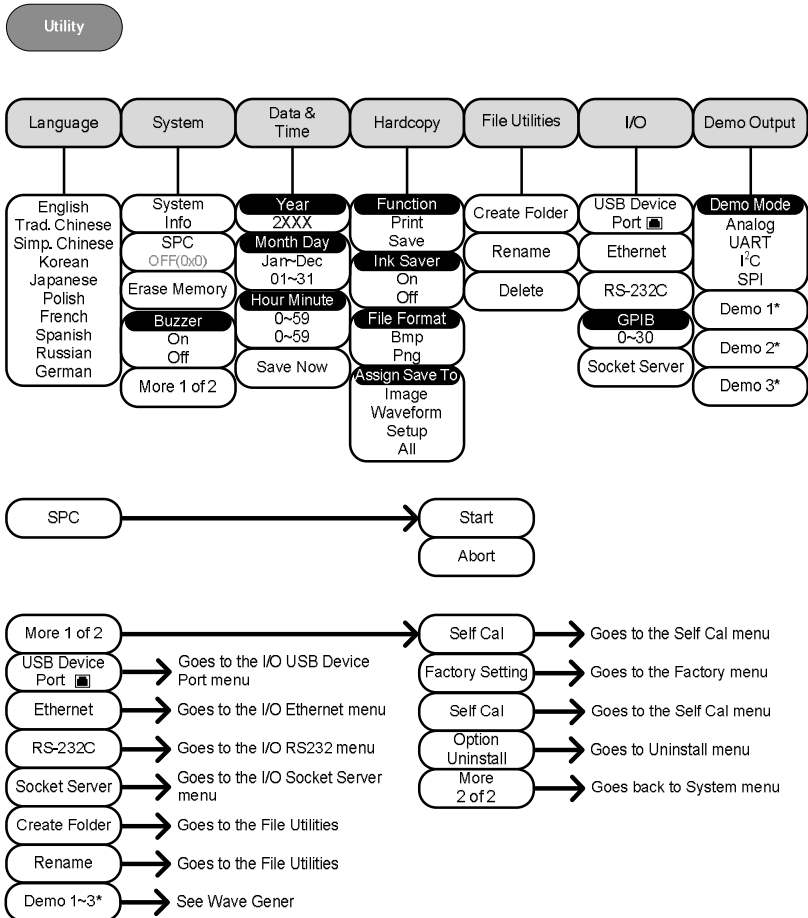 Utility
Language
System
Data &
Time
Hardcopy
File Utilities
I/O
Demo Output
English
Trad. Chinese
Simp. Chinese
Korean
Japanese
Polish
French
Spanish
Russian
German
System
Info
SPC
OFF(0x0)
Erase Memory
Buzzer
On
Off
More 1 of 2
Year
2XXX
Month Day
Jan~Dec
01~31
Hour Minute
0~59
0~59
Save Now
Function
Print
Save
Ink Saver
On
Off
File Format
Bmp
Png
Assign Save To
Image
Waveform
Setup
All
Create Folder
Rename
Delete
USB Device
Port
Ethernet
RS-232C
GPIB
0~30
Socket Server
Demo Mode
Analog
UART
I²C
SPI
Demo 1*
Demo 2*
Demo 3*
SPC
Start
Abort
More 1 of 2
USB Device
Port
Goes to the I/O USB Device
Port menu
Ethernet
Goes to the I/O Ethernet menu
RS-232C
Goes to the I/O RS232 menu
Socket Server
Goes to the I/O Socket Server
menu
Create Folder
Goes to the File Utilities
Rename
Goes to the File Utilities
Demo 1~3*
See Wave Gener
Self Cal
Goes to the Self Cal menu
Factory Setting
Goes to the Factory menu
Self Cal
Goes to the Self Cal menu
Option
Uninstall
Goes to Uninstall menu
More
2 of 2
Goes back to System menu